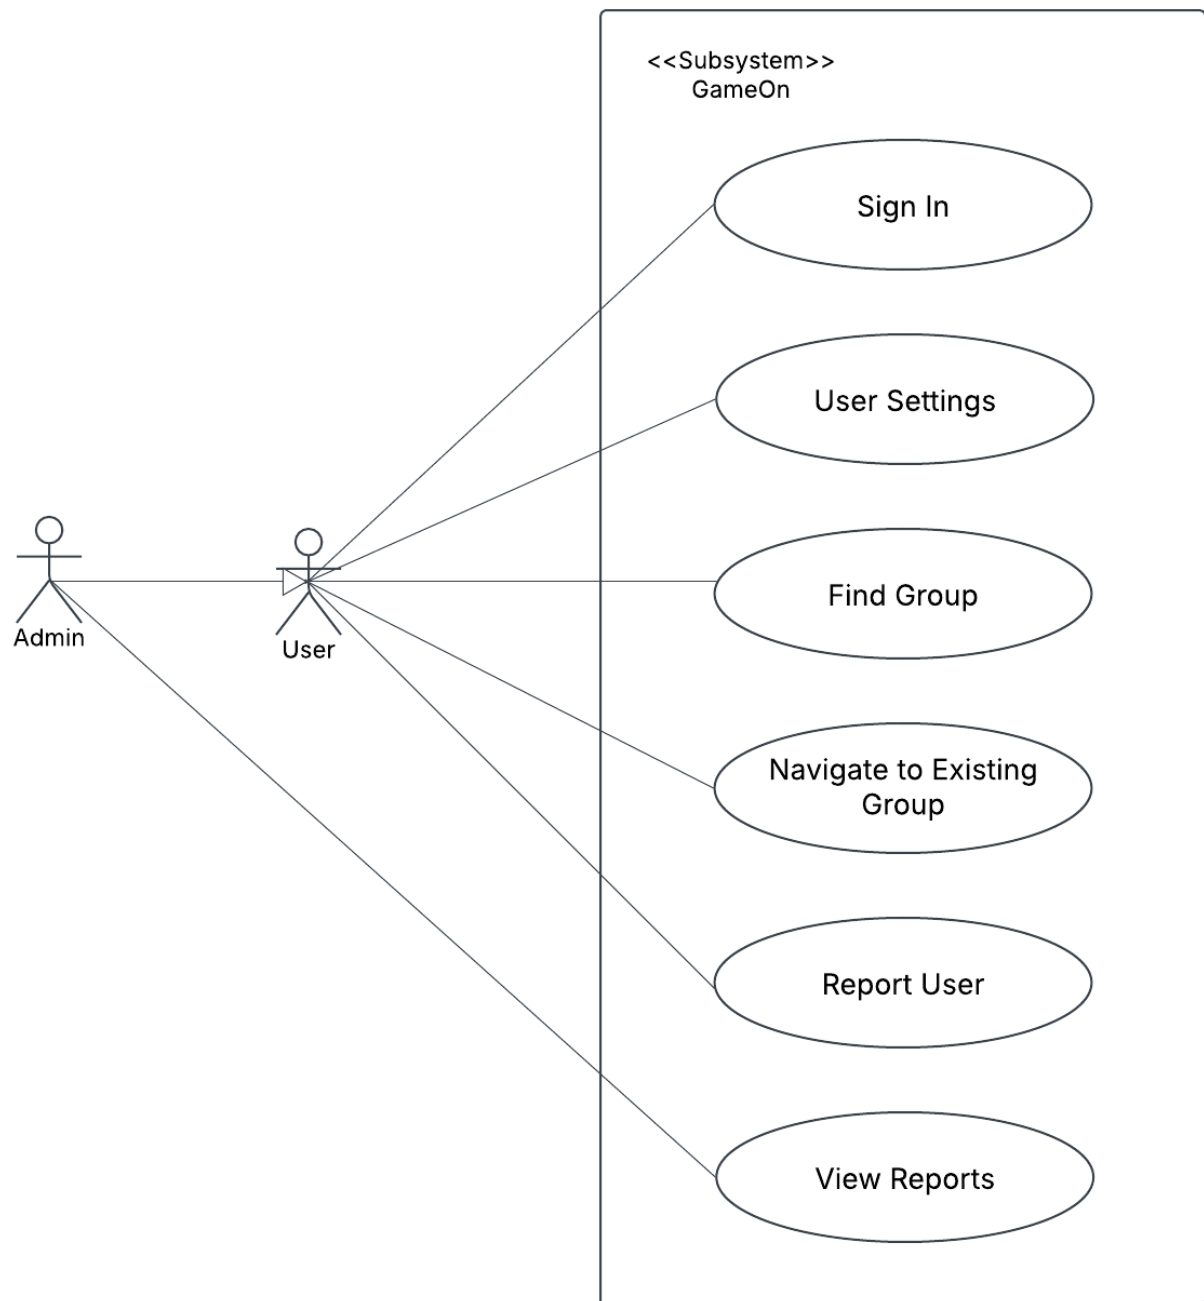 <<Subsystem>>
GameOn
Sign In
User Settings
Find Group
Admin
User
Navigate to Existing
Group
Report User
View Reports